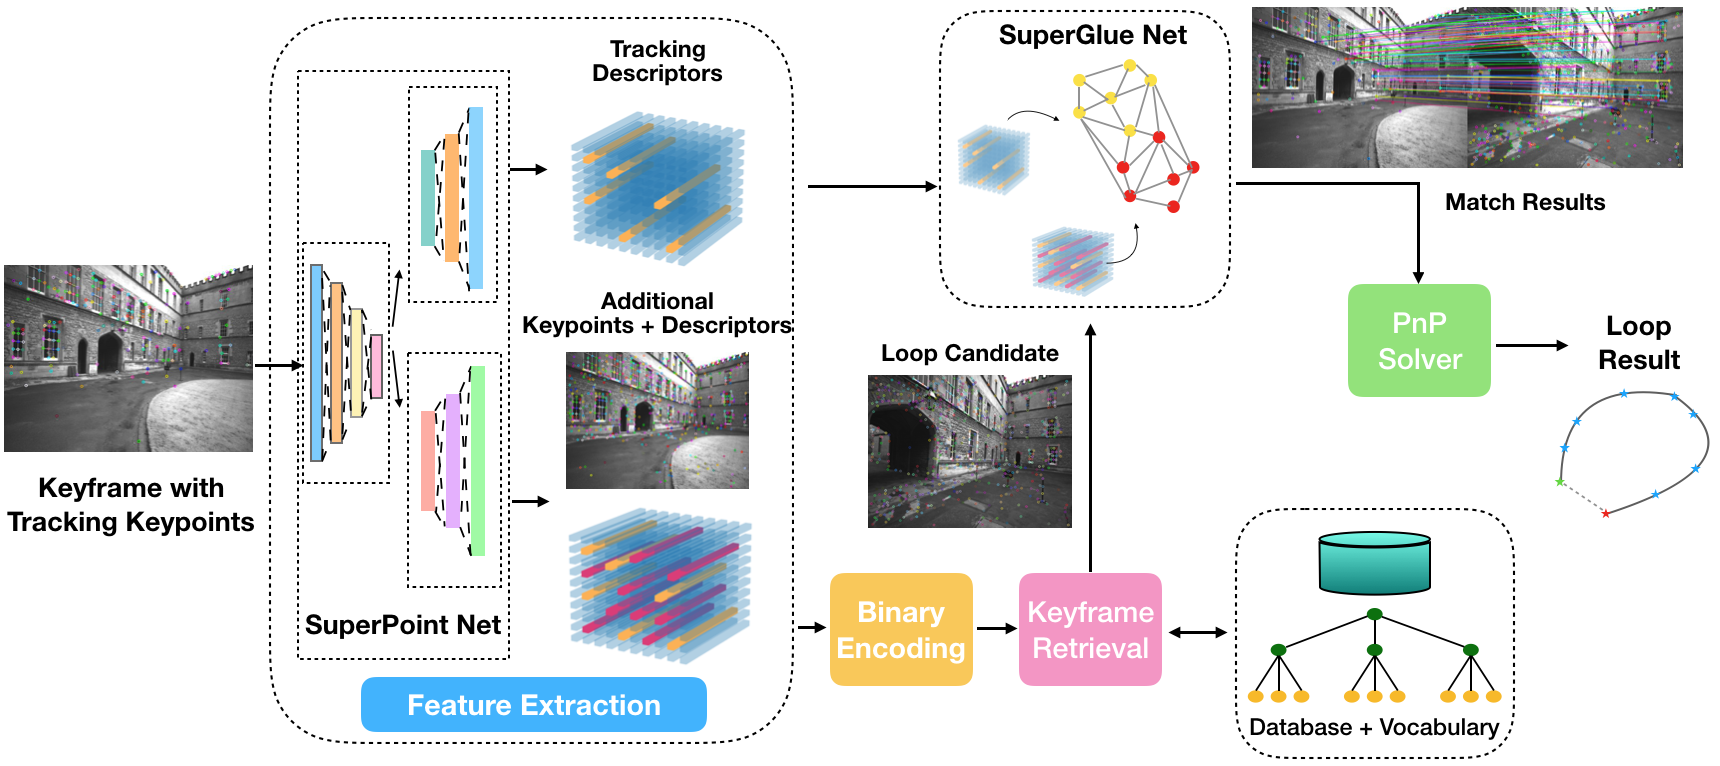 Keyframe with
Tracking Keypoints
Tracking
Descriptors
Additional
Keypoints + Descriptors
SuperPoint Net
Feature Extraction
SuperGlue Net
Match Results
Loop Candidate
Binary
Encoding
Keyframe
Retrieval
PnP
Solver
Loop
Result
Database + Vocabulary